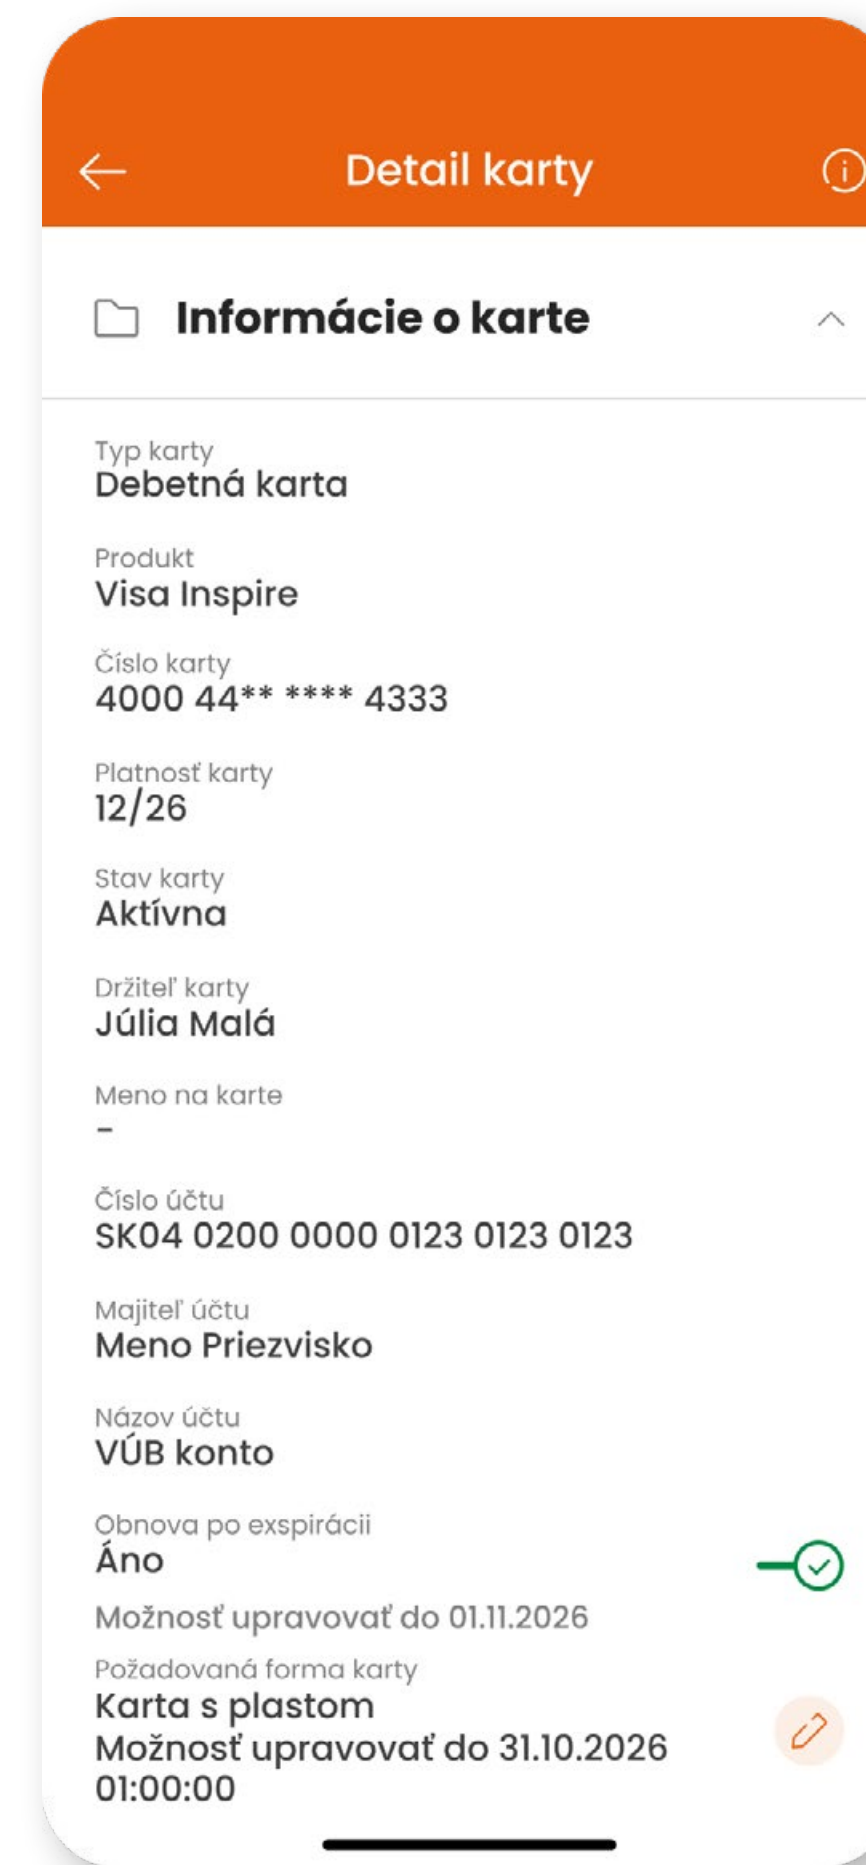 Detail karty
Informácie o karte
Typ karty
Debetná karta
Produkt
Visa Inspire
Číslo karty
4000 44** **** 4333
Platnosť karty
12/26
Stav karty
Aktívna
Držiteľ karty
Júlia Malá
Meno na karte
-
Číslo účtu
SK04 0200 0000 0123 0123 0123
Majiteľ účtu
Meno Priezvisko
Názov účtu
VÚB konto
Obnova po exspirácii
Áno
Možnosť upravovať do 01.11.2026
Požadovaná forma karty
Karta s plastom
Možnosť upravovať do 31.10.2026
01:00:00